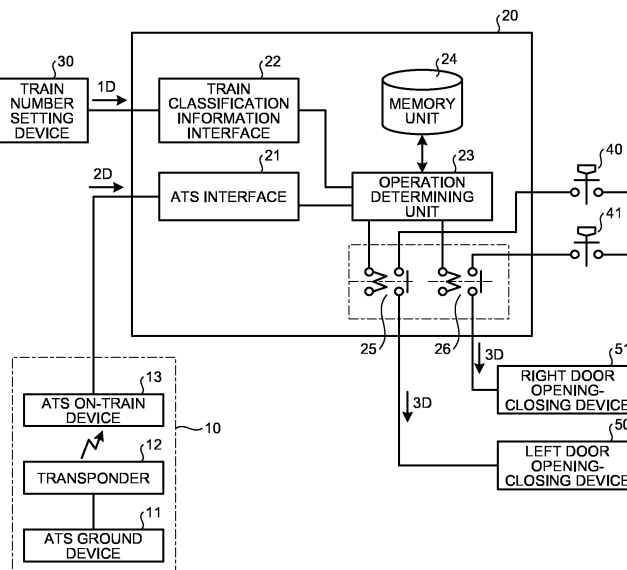 20
30
TRAIN
NUMBER
SETTING
DEVICE
1D
22
TRAIN
CLASSIFICATION
INFORMATION
INTERFACE
24
MEMORY
UNIT
40
2D
21
ATS INTERFACE
23
OPERATION
DETERMINING
UNIT
41
25
26
3D
3D
51
RIGHT DOOR
OPENING-
CLOSING DEVICE
50
LEFT DOOR
OPENING-
CLOSING DEVICE
13
ATS ON-TRAIN
DEVICE
10
12
TRANSPONDER
11
ATS GROUND
DEVICE